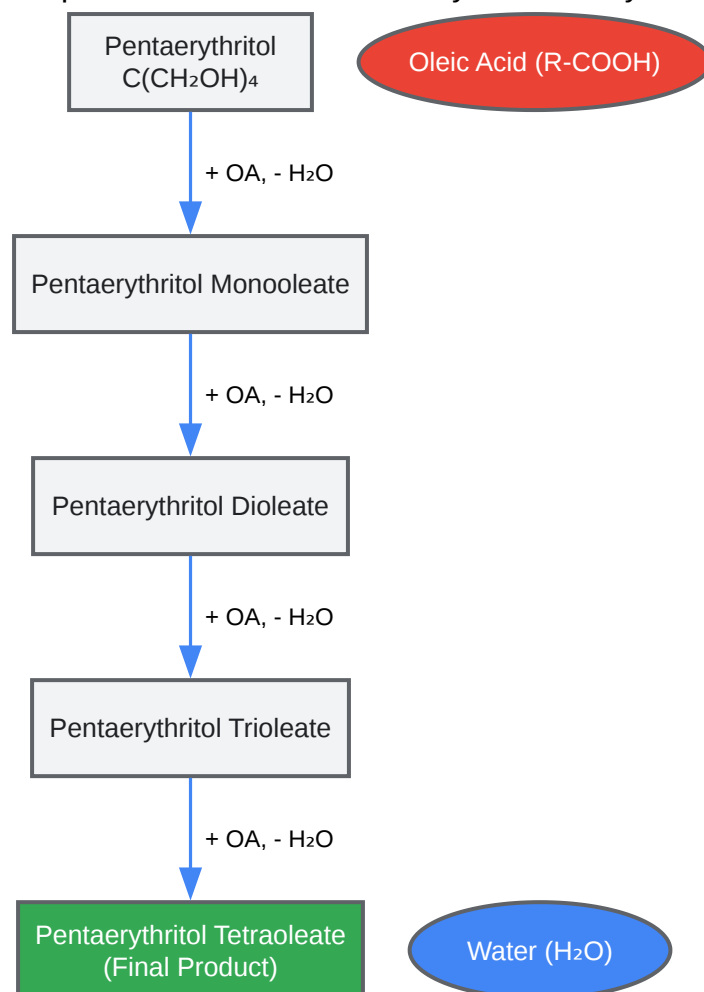 Pentaerythritol
C(CH₂OH)₄
Oleic Acid (R-COOH)
+ OA, - H₂O
Pentaerythritol Monooleate
+ OA, - H₂O
Pentaerythritol Dioleate
+ OA, - H₂O
Pentaerythritol Trioleate
+ OA, - H₂O
Pentaerythritol Tetraoleate
(Final Product)
Water (H₂O)